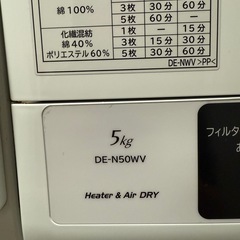 綿100% 3枚 30分 60分
5枚 60分
化繊混紡 綿40% ポリエステル60% 1枚 ー 15分
3枚 15分 30分
5枚 30分 60分
DE-NWV >PP<
5kg
DE-N50WV
Heater & Air DRY
フィルタ
お